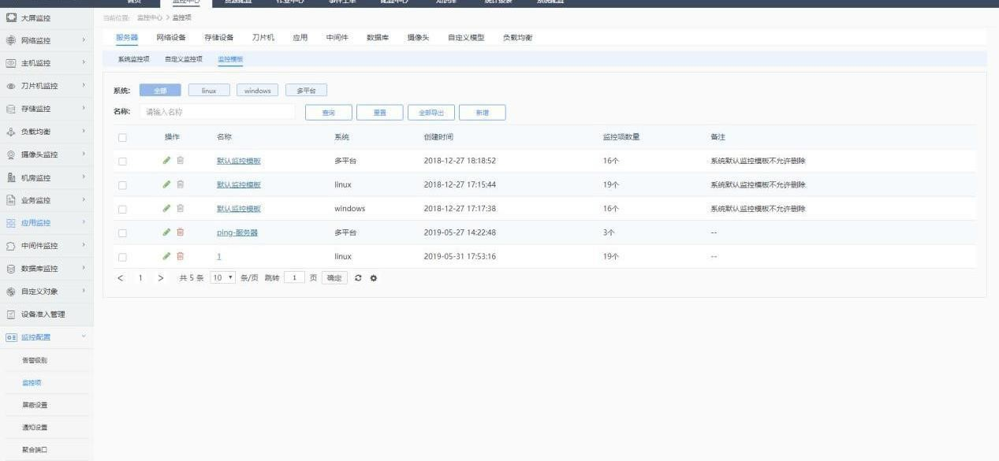 首页 监控中心 资源配置 作业中心 事件工单 配置中心 知识库 统计报表 系统配置
当前位置: 监控中心 > 监控项
大屏监控
网络监控
主机监控
刀片机监控
存储监控
负载均衡
摄像头监控
机房监控
业务监控
应用监控
中间件监控
数据库监控
自定义对象
设备准入管理
监控配置
告警级别
监控项
屏蔽设置
通知设置
聚合端口
服务器 网络设备 存储设备 刀片机 应用 中间件 数据库 摄像头 自定义模型 负载均衡
系统监控项 自定义监控项 监控模板
系统: 全部 linux windows 多平台
名称: 请输入名称 查询 重置 全部导出 新增
操作 名称 系统 创建时间 监控项数量 备注
默认监控模板 多平台 2018-12-27 18:18:52 16个 系统默认监控模板不允许删除
默认监控模板 linux 2018-12-27 17:15:44 19个 系统默认监控模板不允许删除
默认监控模板 windows 2018-12-27 17:17:38 16个 系统默认监控模板不允许删除
ping-服务器 多平台 2019-05-27 14:22:48 3个 --
1 linux 2019-05-31 17:53:16 19个 --
< 1 > 共 5 条 10 条/页 跳转 1 页 确定